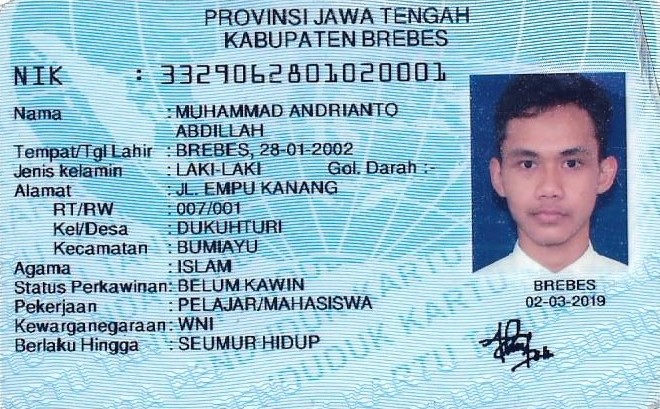 PROVINSI JAWA TENGAH
KABUPATEN BREBES
NIK : 3329062801020001
Nama : MUHAMMAD ANDRIANTO
ABDILLAH
Tempat/Tgl Lahir : BREBES, 28-01-2002
Jenis kelamin : LAKI-LAKI Gol. Darah :-
Alamat : JL. EMPU KANANG
RT/RW : 007/001
Kel/Desa : DUKUHTURI
Kecamatan : BUMIAYU
Agama : ISLAM
Status Perkawinan: BELUM KAWIN
Pekerjaan : PELAJAR/MAHASISWA
Kewarganegaraan: WNI
Berlaku Hingga : SEUMUR HIDUP
BREBES
02-03-2019